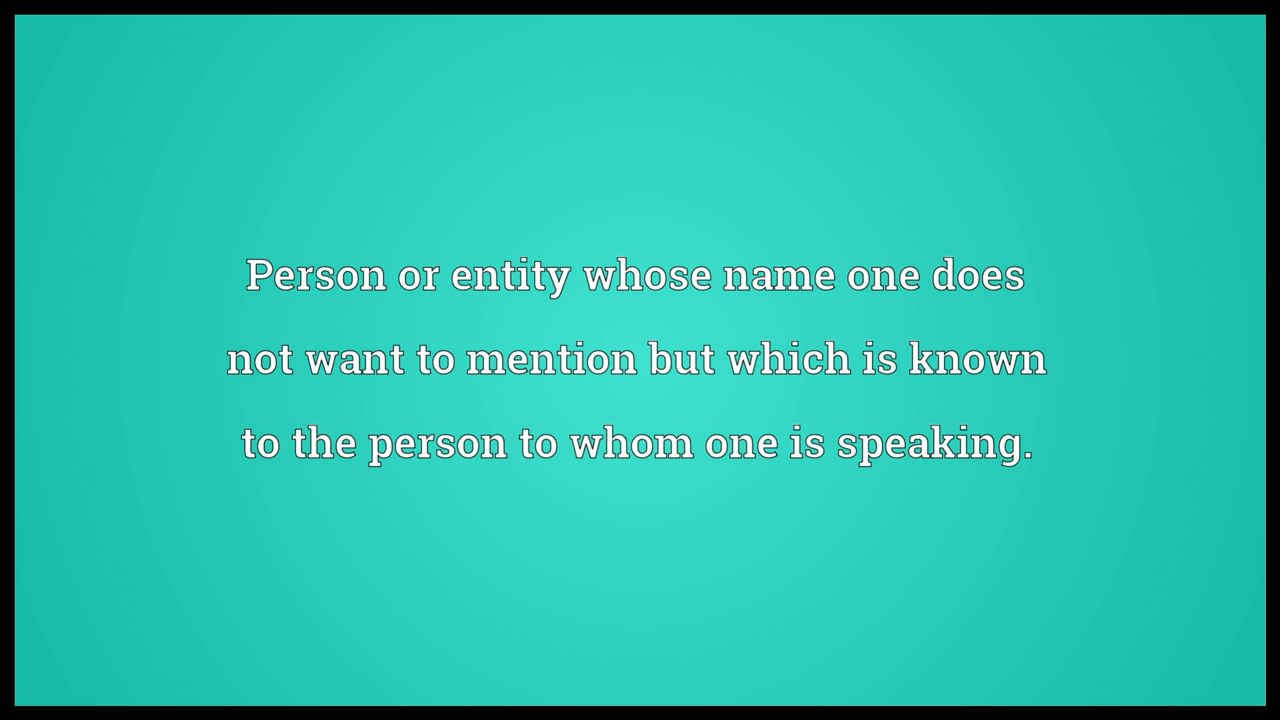 Person or entity whose name one does
not want to mention but which is known
to the person to whom one is speaking.